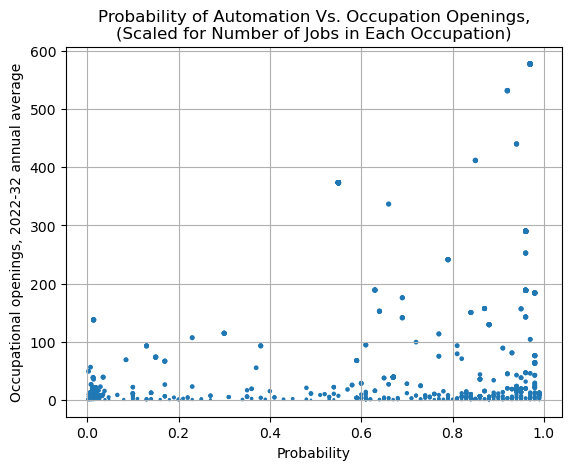 Probability of Automation Vs. Occupation Openings,
(Scaled for Number of Jobs in Each Occupation)
Occupational openings, 2022-32 annual average
600
500
400
300
200
100
0
0.0 0.2 0.4 0.6 0.8 1.0
Probability